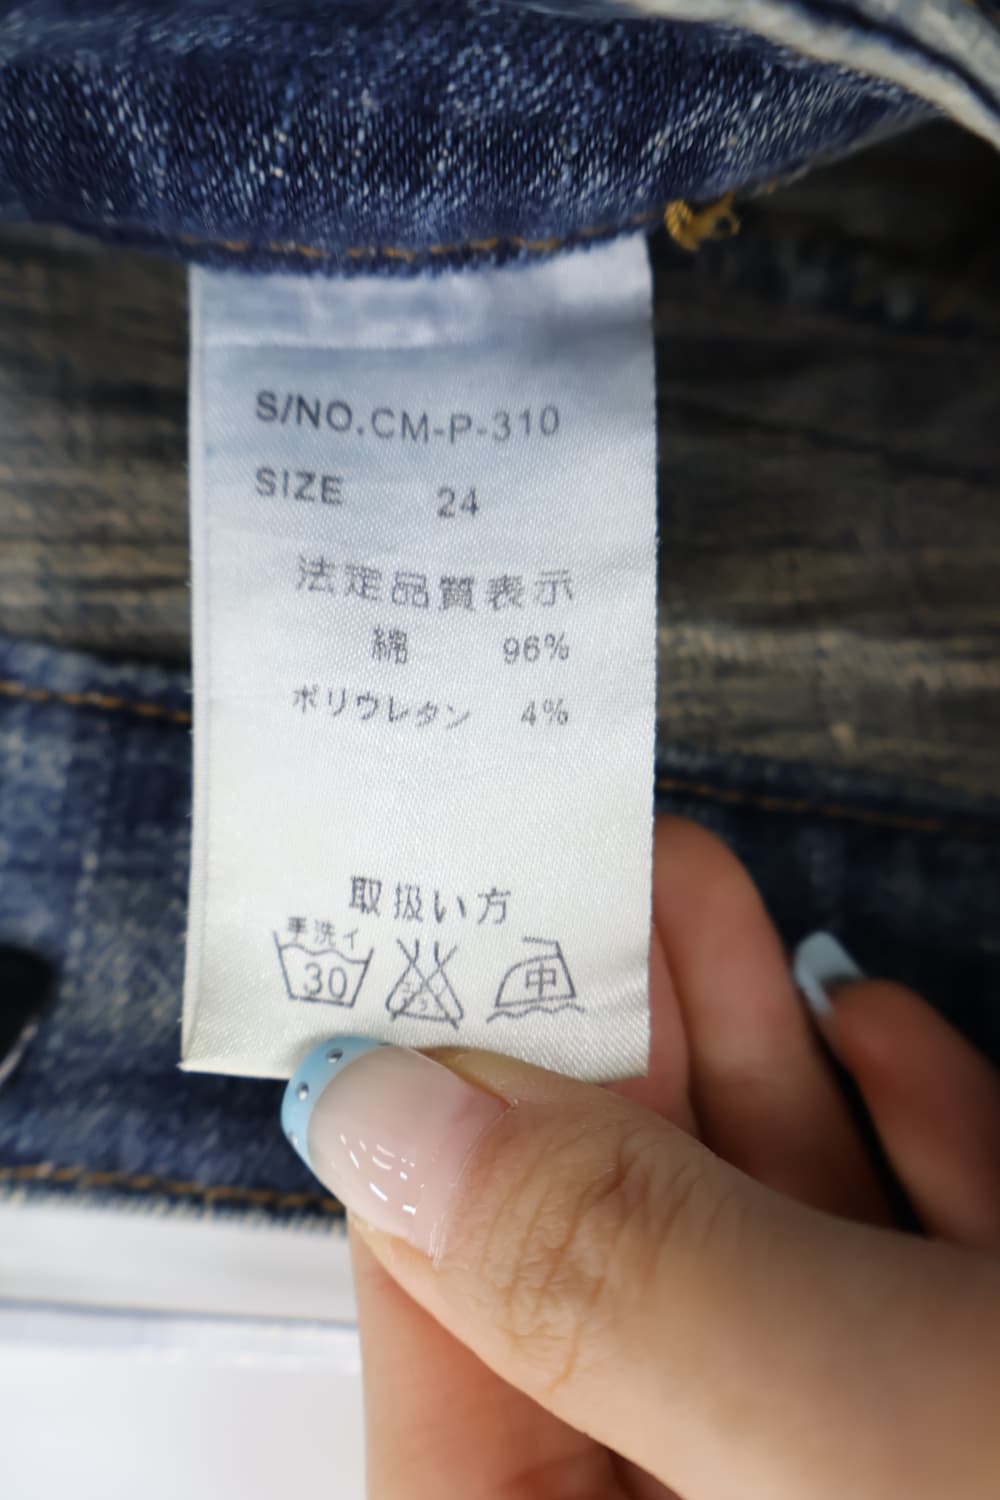 S/NO.CM-P-310
SIZE 24
法定品質表示
綿 96%
ポリウレタン 4%
取扱い方
手洗イ
30 中